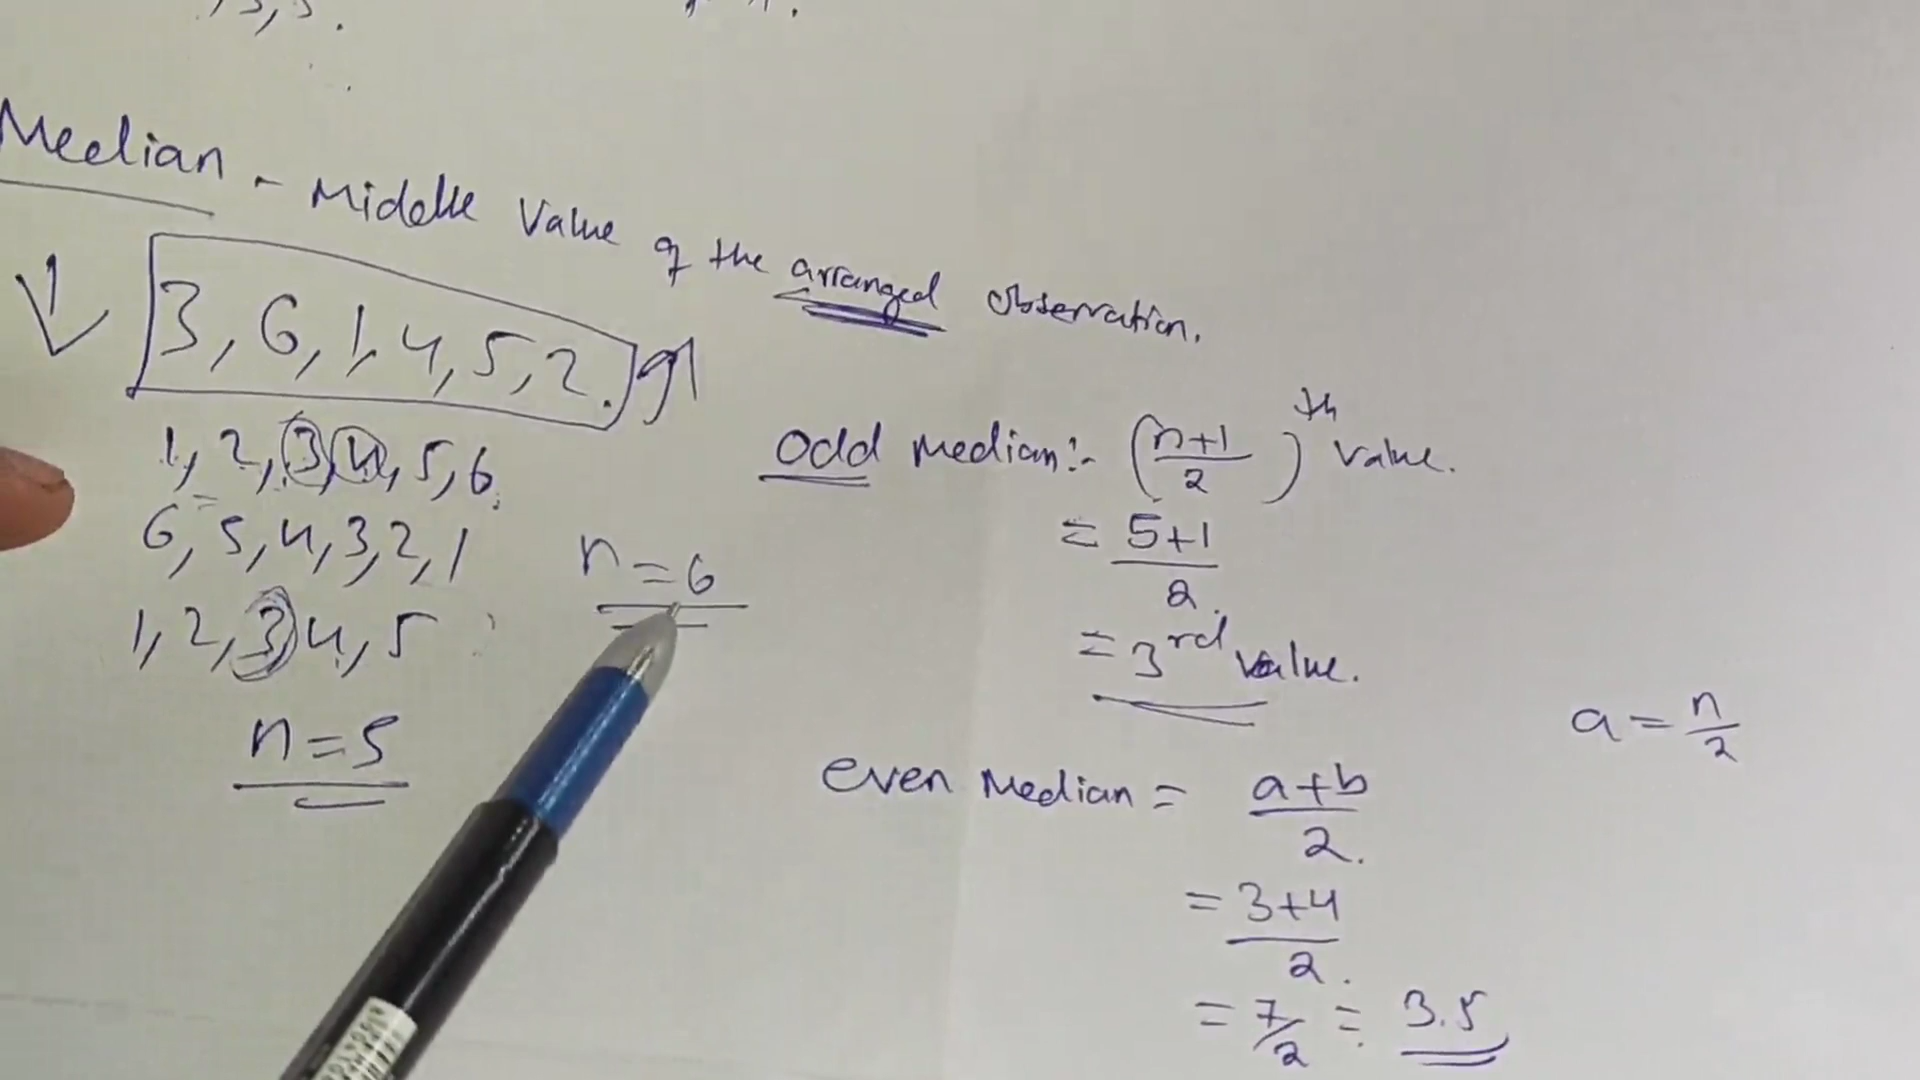 Median - Middle Value of the arranged observation.
3, 6, 1, 4, 5, 2.
1, 2, 3, 4, 5, 6
6, 5, 4, 3, 2, 1
n=6
1, 2, 3, 4, 5
n=5
odd median:- (n+1/2)th value.
= 5+1/2.
= 3rd value.
a = n/2
even Median = a+b/2.
= 3+4/2.
= 7/2 = 3.5